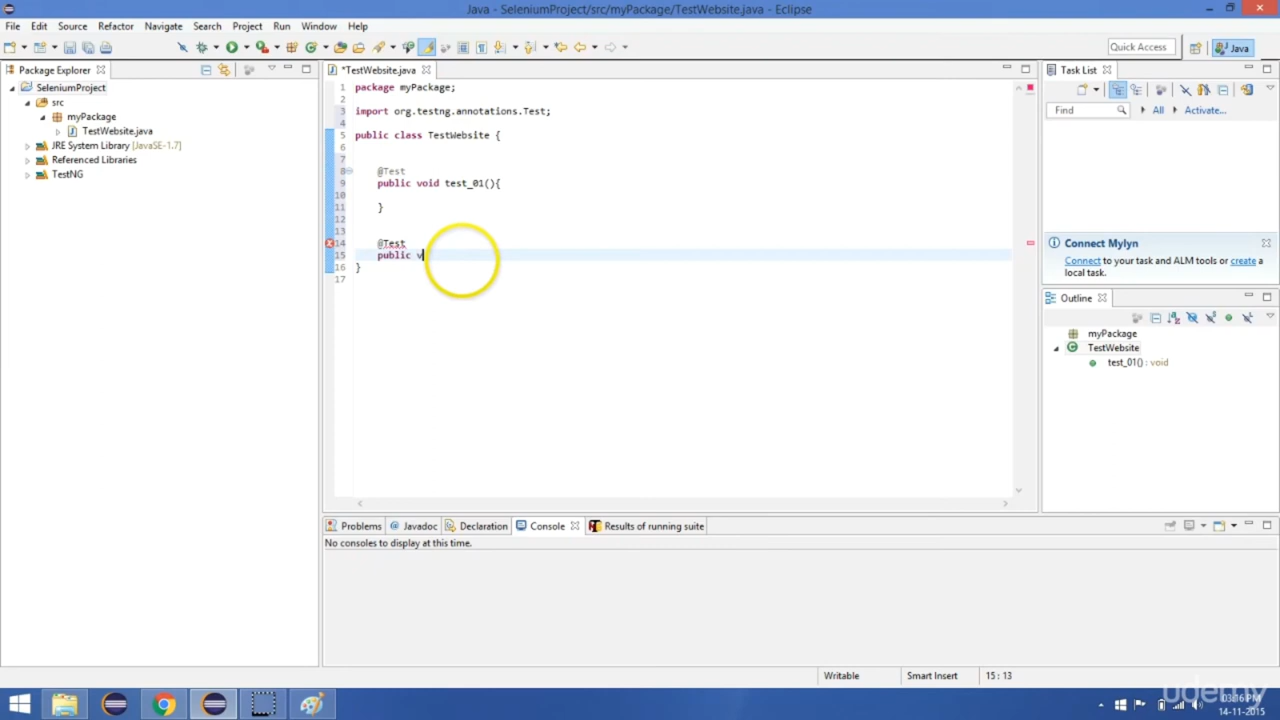 Java - SeleniumProject/src/myPackage/TestWebsite.java - Eclipse
File Edit Source Refactor Navigate Search Project Run Window Help
Quick Access
Java
Package Explorer
SeleniumProject
src
myPackage
TestWebsite.java
JRE System Library [JavaSE-1.7]
Referenced Libraries
TestNG
*TestWebsite.java
1 package myPackage;
2
3 import org.testng.annotations.Test;
4
5 public class TestWebsite {
6
7
8 @Test
9 public void test_01(){
10
11 }
12
13
14 @Test
15 public v
16 }
17
Task List
Find
All
Activate...
Connect Mylyn
Connect to your task and ALM tools or create a
local task.
Outline
myPackage
TestWebsite
test_01() : void
Problems @ Javadoc Declaration Console Results of running suite
No consoles to display at this time.
Writable
Smart Insert
15 : 13
udemy
03:16 PM
14-11-2015